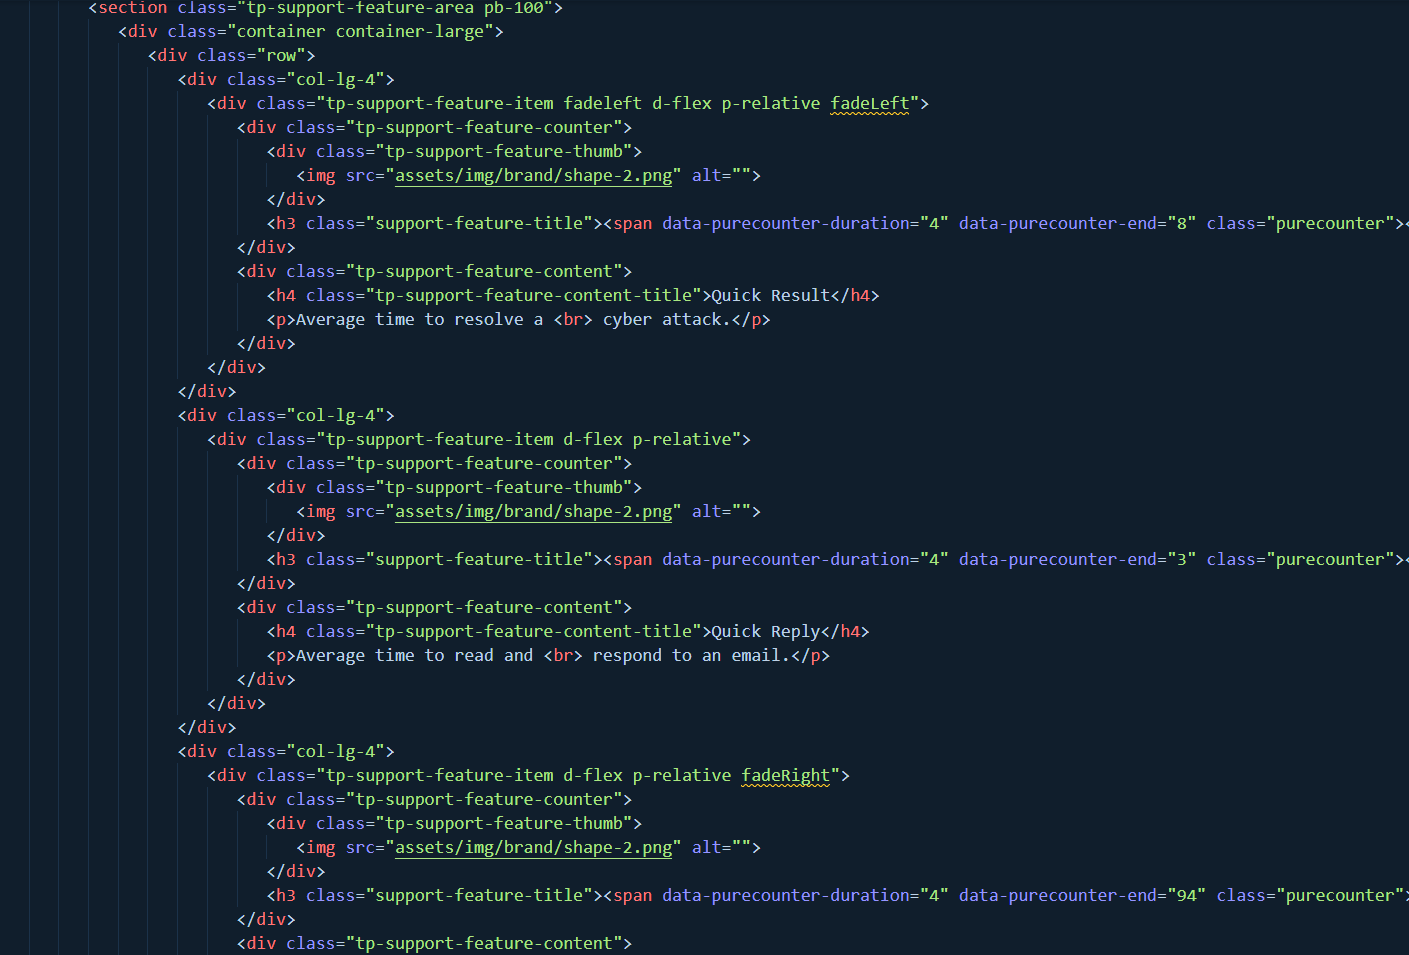 <section class="tp-support-feature-area pb-100">
<div class="container container-large">
<div class="row">
<div class="col-lg-4">
<div class="tp-support-feature-item fadeleft d-flex p-relative fadeLeft">
<div class="tp-support-feature-counter">
<div class="tp-support-feature-thumb">
<img src="assets/img/brand/shape-2.png" alt="">
</div>
<h3 class="support-feature-title"><span data-purecounter-duration="4" data-purecounter-end="8" class="purecounter"><
</div>
<div class="tp-support-feature-content">
<h4 class="tp-support-feature-content-title">Quick Result</h4>
<p>Average time to resolve a <br> cyber attack.</p>
</div>
</div>
</div>
<div class="col-lg-4">
<div class="tp-support-feature-item d-flex p-relative">
<div class="tp-support-feature-counter">
<div class="tp-support-feature-thumb">
<img src="assets/img/brand/shape-2.png" alt="">
</div>
<h3 class="support-feature-title"><span data-purecounter-duration="4" data-purecounter-end="3" class="purecounter"><
</div>
<div class="tp-support-feature-content">
<h4 class="tp-support-feature-content-title">Quick Reply</h4>
<p>Average time to read and <br> respond to an email.</p>
</div>
</div>
</div>
<div class="col-lg-4">
<div class="tp-support-feature-item d-flex p-relative fadeRight">
<div class="tp-support-feature-counter">
<div class="tp-support-feature-thumb">
<img src="assets/img/brand/shape-2.png" alt="">
</div>
<h3 class="support-feature-title"><span data-purecounter-duration="4" data-purecounter-end="94" class="purecounter">
</div>
<div class="tp-support-feature-content">